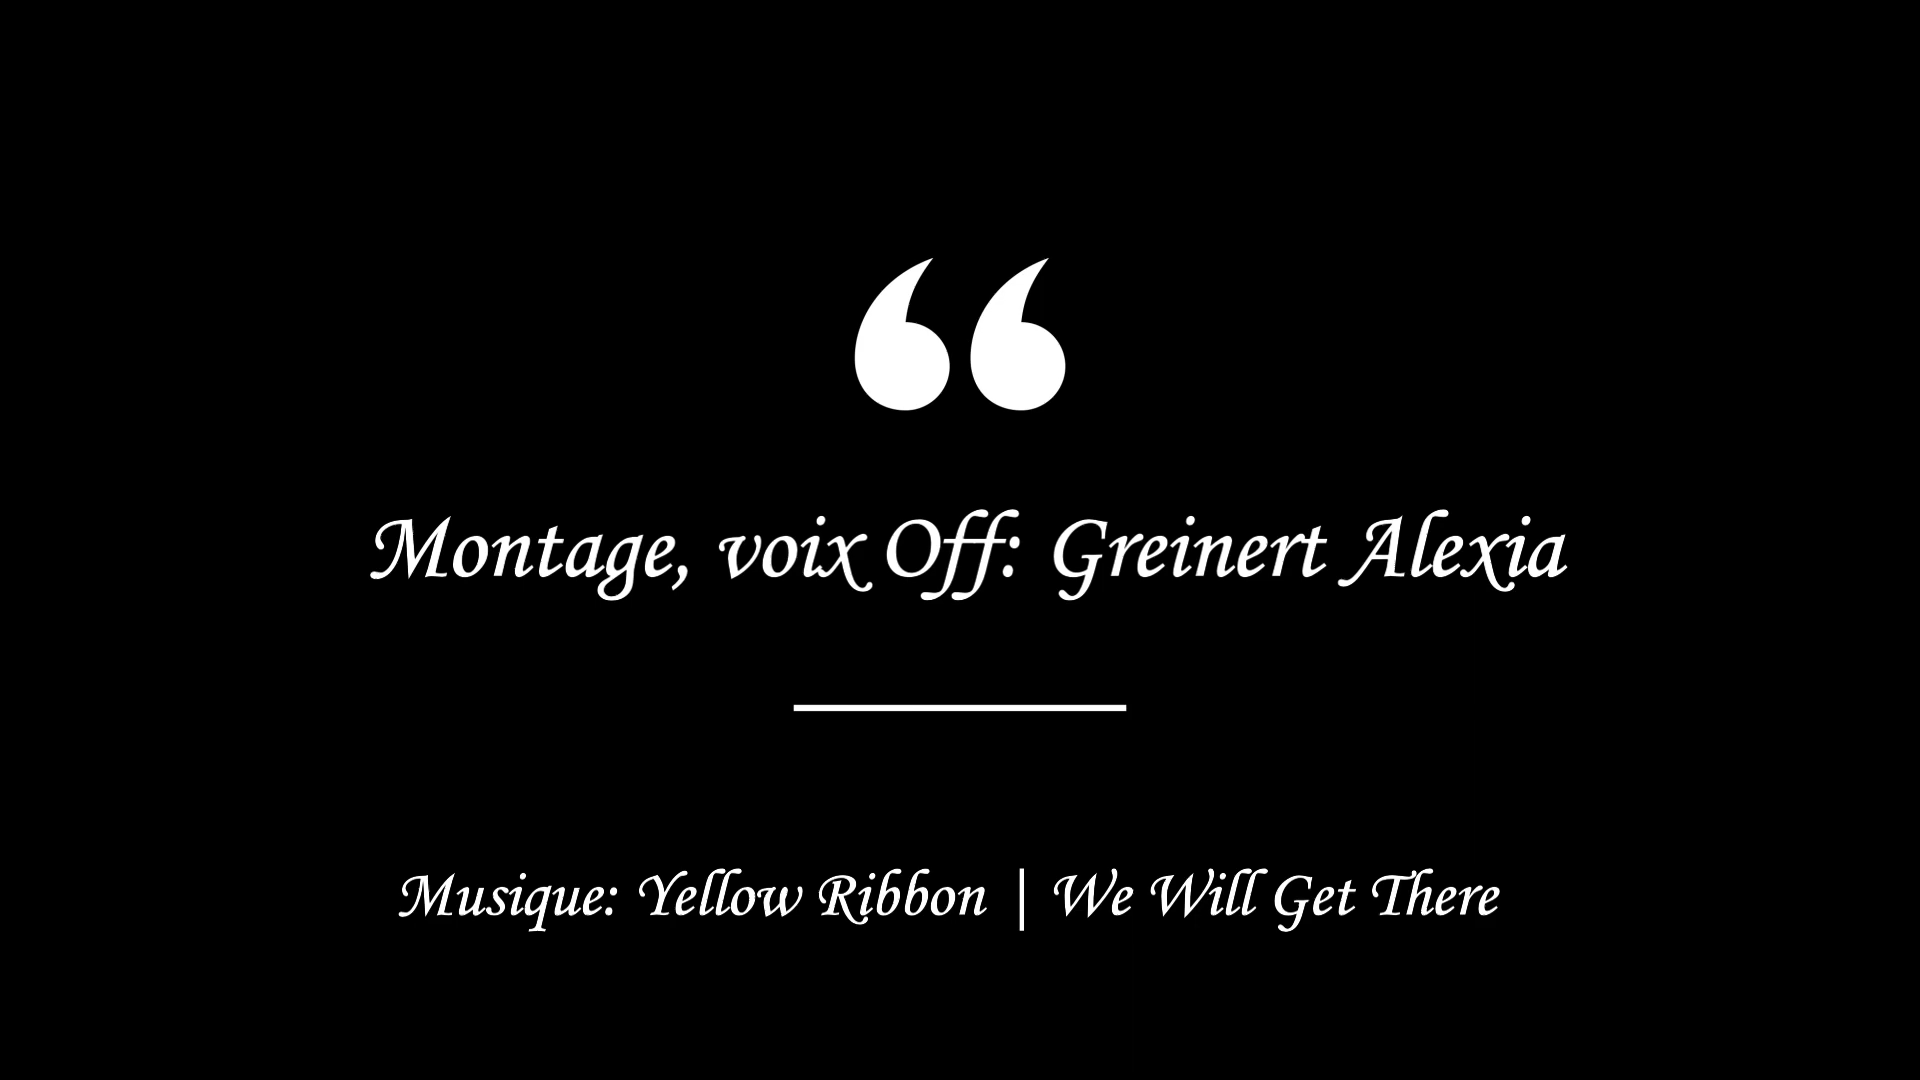 “
Montage, voix Off: Greinert Alexia
Musique: Yellow Ribbon | We Will Get There